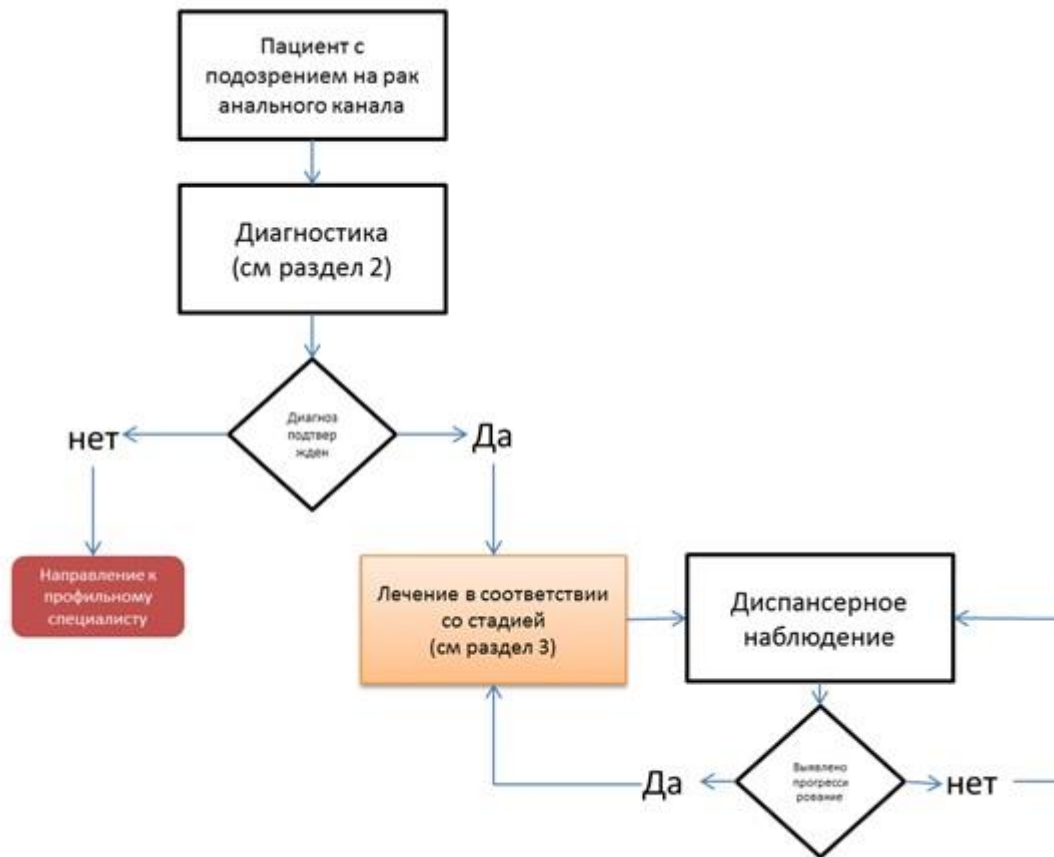 Пациент с
подозрением на рак
анального канала
Диагностика
(см раздел 2)
Диагноз
подтвер
жден
нет
Да
Направление к
профильному
специалисту
Лечение в соответствии
со стадией
(см раздел 3)
Диспансерное
наблюдение
Выявлено
прогресси
рование
Да
нет